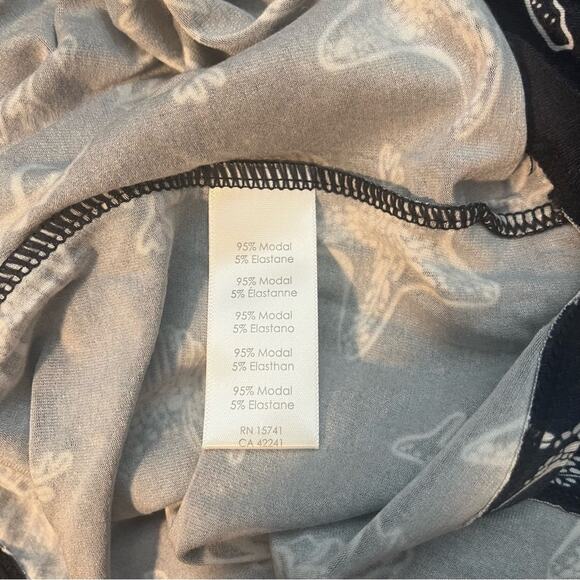 95% Modal
5% Elastane
95% Modal
5% Élastanne
95% Modal
5% Elastano
95% Modal
5% Elasthan
95% Modal
5% Elastane
RN 15741
CA 42241